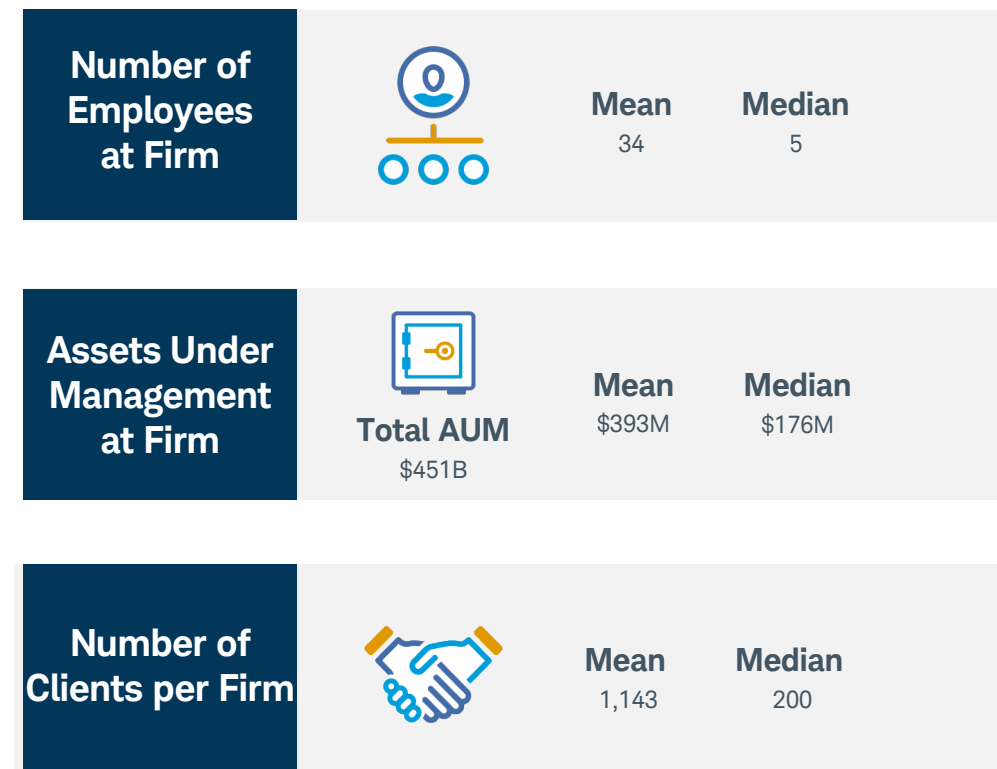 Number of
Employees
at Firm
Mean
Median
34
5
Assets Under
Management
at Firm
Total AUM
$451B
Mean
Median
$393M
$176M
Number of
Clients per Firm
Mean
Median
1,143
200